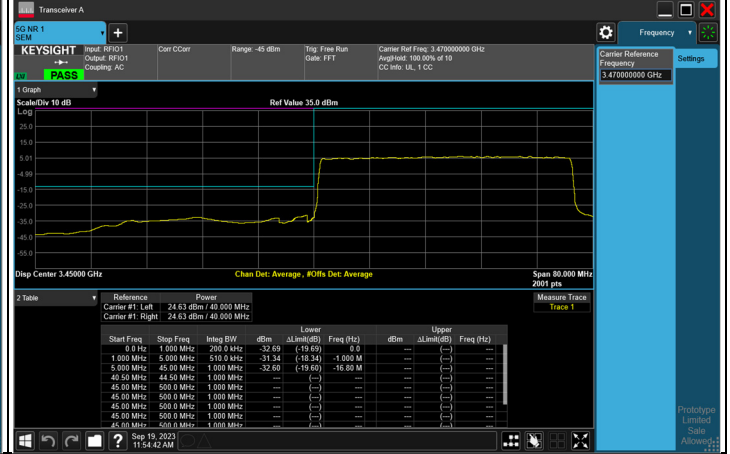 Transceiver A
5G NR 1
SEM
Frequency
KEYSIGHT
Input: RFIO1
Output: RFIO1
Coupling: AC
Corr CCorr
Range: -45 dBm
Trig: Free Run
Gate: FFT
Carrier Ref Freq: 3.470000000 GHz
Avg|Hold: 100.00% of 10
CC Info: UL, 1 CC
LVI PASS
Carrier Reference
Frequency
3.470000000 GHz
Settings
1 Graph
Scale/Div 10 dB
Ref Value 35.0 dBm
Log
25.0
15.0
5.01
-4.99
-15.0
-25.0
-35.0
-45.0
-55.0
Disp Center 3.45000 GHz
Chan Det: Average, #Offs Det: Average
Span 80.000 MHz
2001 pts
2 Table
Reference Power
Carrier #1: Left 24.63 dBm / 40.000 MHz
Carrier #1: Right 24.63 dBm / 40.000 MHz
Measure Trace
Trace 1
Lower Upper
Start Freq Stop Freq Integ BW dBm ΔLimit(dB) Freq (Hz) dBm ΔLimit(dB) Freq (Hz)
0.0 Hz 1.000 MHz 200.0 kHz -32.69 (-19.69) 0.0 --- (---) ---
1.000 MHz 5.000 MHz 510.0 kHz -31.34 (-18.34) -1.000 M --- (---) ---
5.000 MHz 45.00 MHz 1.000 MHz -32.60 (-19.60) -16.80 M --- (---) ---
40.50 MHz 44.50 MHz 1.000 MHz --- (---) --- --- (---) ---
45.00 MHz 500.0 MHz 1.000 MHz --- (---) --- --- (---) ---
45.00 MHz 500.0 MHz 1.000 MHz --- (---) --- --- (---) ---
45.00 MHz 500.0 MHz 1.000 MHz --- (---) --- --- (---) ---
45.00 MHz 500.0 MHz 1.000 MHz --- (---) --- --- (---) ---
45.00 MHz 500.0 MHz 1.000 MHz --- (---) --- --- (---) ---
Prototype
Limited
Sale
Allowed
Sep 19, 2023
11:54:42 AM